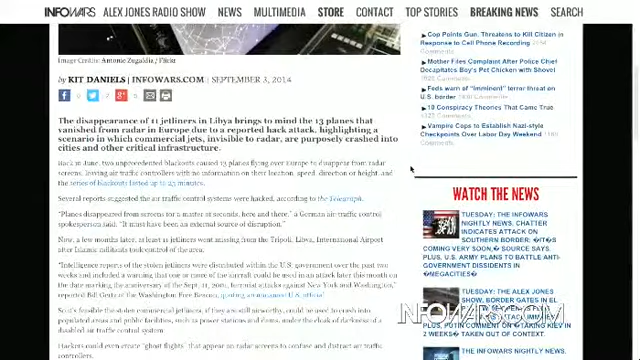 INFOWARS ALEX JONES RADIO SHOW NEWS MULTIMEDIA STORE CONTACT TOP STORIES BREAKING NEWS SEARCH
Image Credits: Antonio Zugaldia / Flickr
by KIT DANIELS | INFOWARS.COM | SEPTEMBER 3, 2014
The disappearance of 11 jetliners in Libya brings to mind the 13 planes that
vanished from radar in Europe due to a reported hack attack, highlighting a
scenario in which commercial jets, invisible to radar, are purposely crashed into
cities and other critical infrastructure.
Back in June, two unprecedented blackouts caused 13 planes flying over Europe to disappear from radar
screens, leaving air traffic controllers with no information on their location, speed, direction or height, and
the series of blackouts lasted up to 25 minutes.
Several reports suggested the air traffic control systems were hacked, according to the Telegraph.
"Planes disappeared from screens for a matter of seconds, here and there," a German air traffic control
spokesperson said. "It must have been an external source of disruption."
Now, a few months later, at least 11 jetliners went missing from the Tripoli, Libya, International Airport
after Islamic militants took control of the area.
"Intelligence reports of the stolen jetliners were distributed within the U.S. government over the past two
weeks and included a warning that one or more of the aircraft could be used in an attack later this month on
the date marking the anniversary of the Sept. 11, 2001, terrorist attacks against New York and Washington,"
reported Bill Gertz of the Washington Free Beacon, quoting an unnamed U.S. official
So it's feasible the stolen commercial jetliners, if they are still airworthy, could be used to crash into
populated areas and public facilities, such as power stations and dams, under the cloak of darkness of a
disabled air traffic control system.
Hackers could even create "ghost flights" that appear on radar screens to confuse and distract air traffic
controllers.
Cop Points Gun, Threatens to Kill Citizen in
Response to Cell Phone Recording
Comments
Mother Files Complaint After Police Chief
Decapitates Boy's Pet Chicken with Shovel
Comments
Feds warn of "imminent" terror threat on
U.S. border Comments
10 Conspiracy Theories That Came True
Comments
Vampire Cops to Establish Nazi-style
Checkpoints Over Labor Day Weekend
Comments
WATCH THE NEWS
TUESDAY: THE INFOWARS
NIGHTLY NEWS. CHATTER
INDICATES ATTACK ON
SOUTHERN BORDER: �IT�S
COMING VERY SOON,� SOURCE SAYS.
PLUS, U.S. ARMY PLANS TO BATTLE ANTI-
GOVERNMENT DISSIDENTS IN
�MEGACITIES�
TUESDAY: THE ALEX JONES
SHOW. BORDER GATES IN EL
ATTACK IMMINENT
PLUS, PUTIN COMMENT ON �TAKING KIEV IN
2 WEEKS� TAKEN OUT OF CONTEXT.
THE INFOWARS NIGHTLY NEWS.
INFOWARS.COM